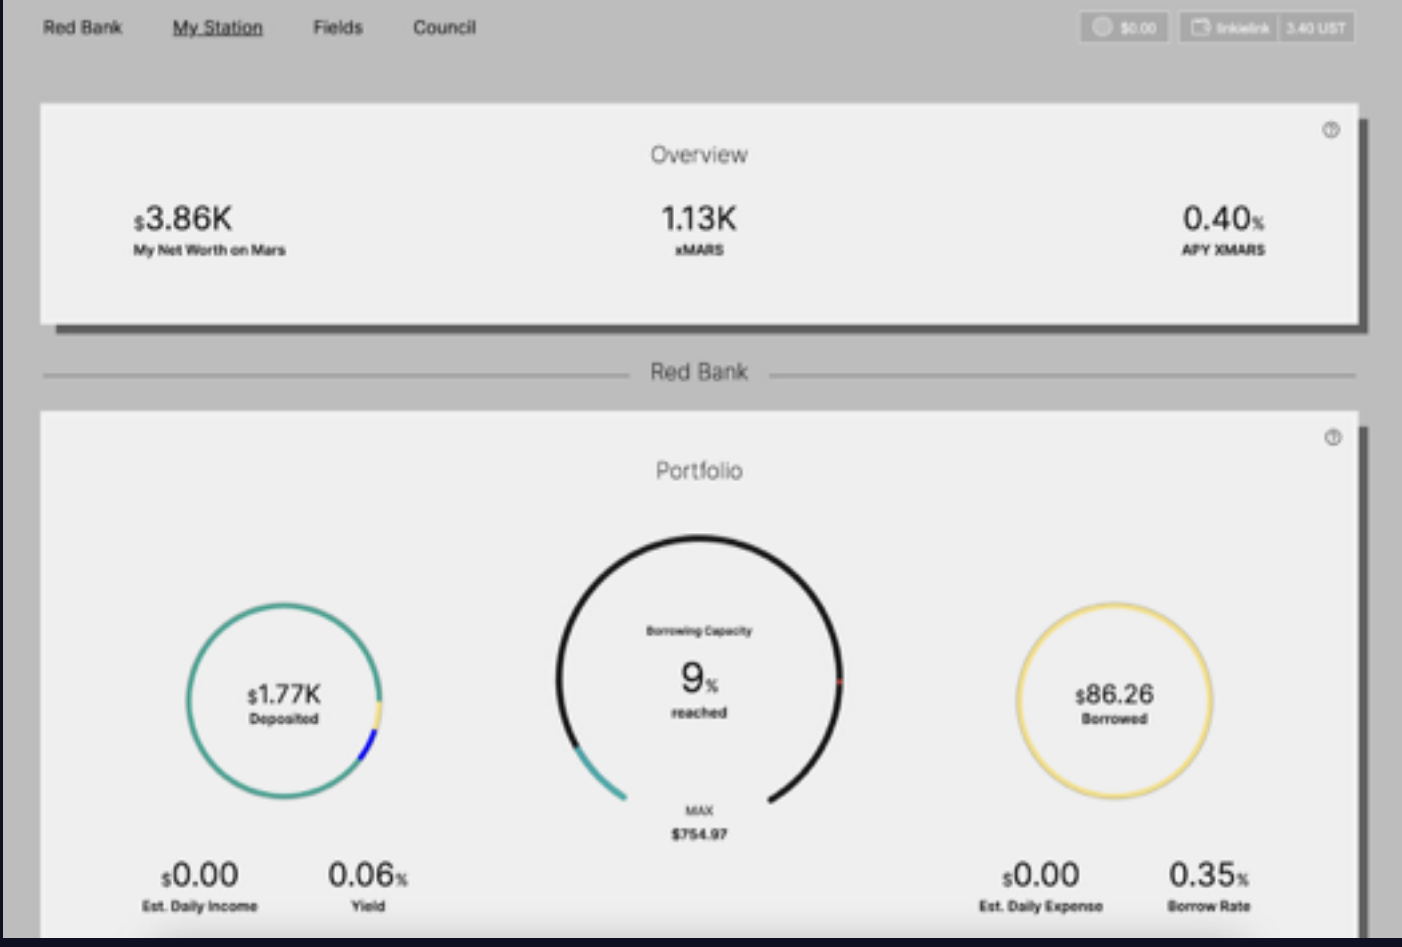 Red Bank My Station Fields Council $0.00 linkielink 3.40 UST
Overview
$3.86K 1.13K 0.40%
My Net Worth on Mars xMARS APY XMARS
Red Bank
Portfolio
Borrowing Capacity
9%
reached
$1.77K
Deposited
$86.26
Borrowed
MAX
$754.97
$0.00 0.06% $0.00 0.35%
Est. Daily Income Yield Est. Daily Expense Borrow Rate